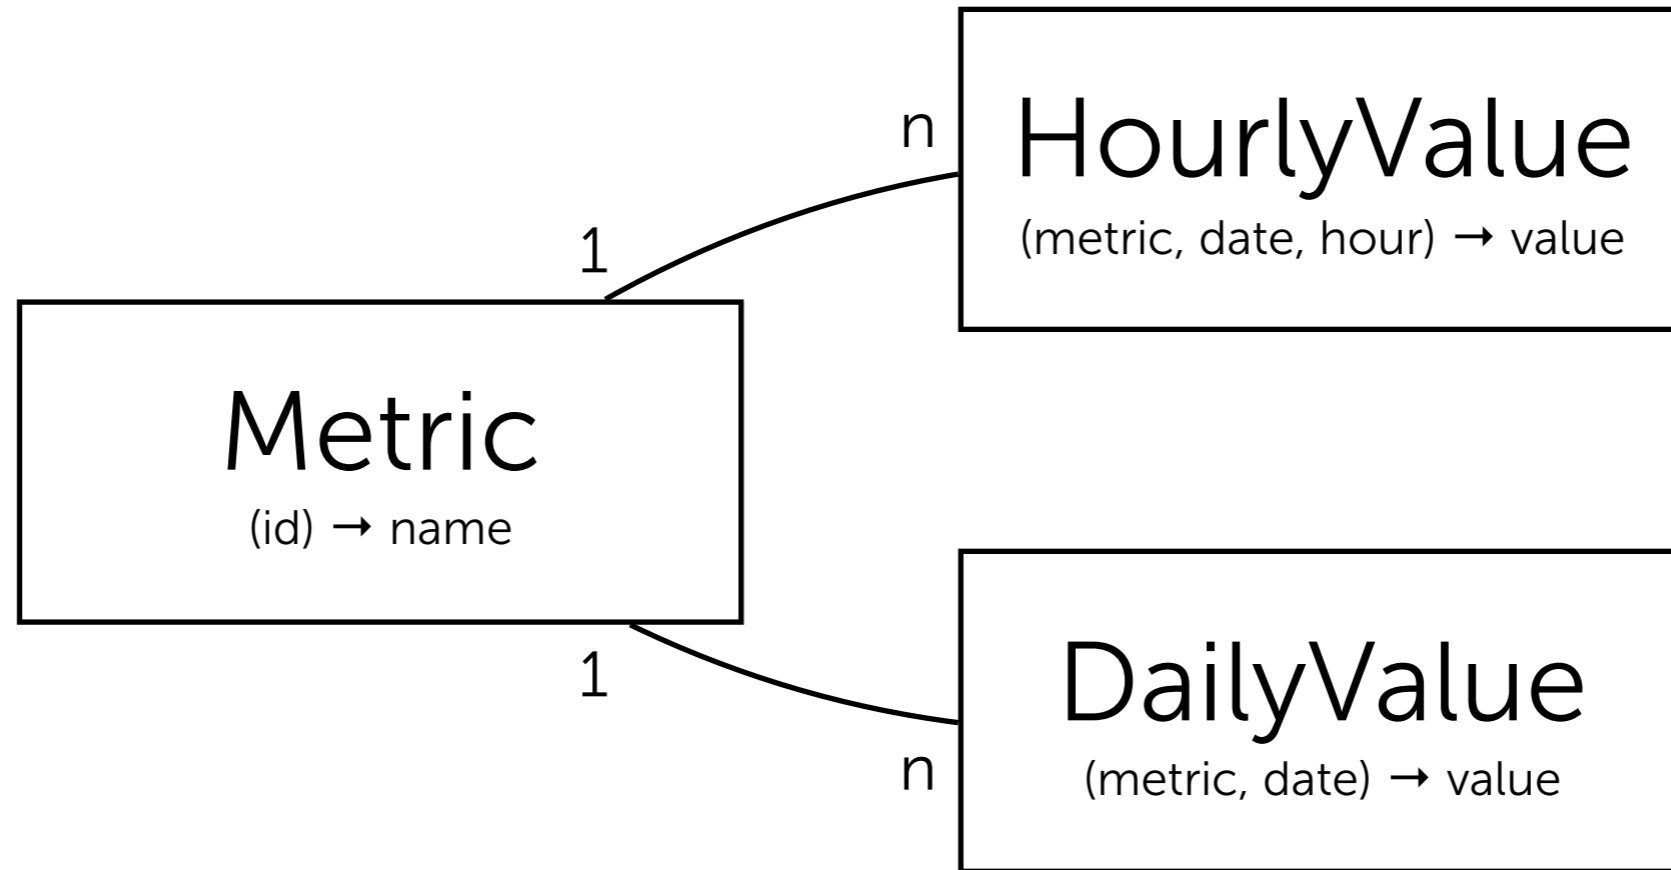 n
HourlyValue
(metric, date, hour) → value
1
Metric
(id) → name
1
n
DailyValue
(metric, date) → value